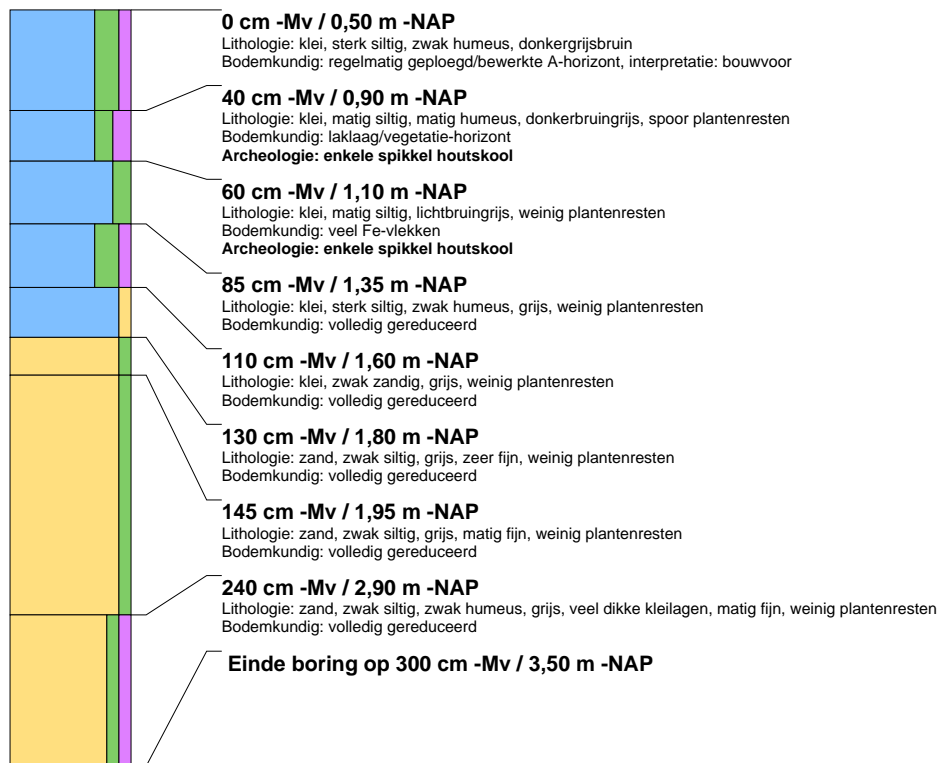 0 cm -Mv / 0,50 m -NAP
Lithologie: klei, sterk siltig, zwak humeus, donkergrijsbruin
Bodemkundig: regelmatig geploegd/bewerkte A-horizont, interpretatie: bouwvoor
40 cm -Mv / 0,90 m -NAP
Lithologie: klei, matig siltig, matig humeus, donkerbruingrijs, spoor plantenresten
Bodemkundig: laklaag/vegetatie-horizont
Archeologie: enkele spikkel houtskool
60 cm -Mv / 1,10 m -NAP
Lithologie: klei, matig siltig, lichtbruingrijs, weinig plantenresten
Bodemkundig: veel Fe-vlekken
Archeologie: enkele spikkel houtskool
85 cm -Mv / 1,35 m -NAP
Lithologie: klei, sterk siltig, zwak humeus, grijs, weinig plantenresten
Bodemkundig: volledig gereduceerd
110 cm -Mv / 1,60 m -NAP
Lithologie: klei, zwak zandig, grijs, weinig plantenresten
Bodemkundig: volledig gereduceerd
130 cm -Mv / 1,80 m -NAP
Lithologie: zand, zwak siltig, grijs, zeer fijn, weinig plantenresten
Bodemkundig: volledig gereduceerd
145 cm -Mv / 1,95 m -NAP
Lithologie: zand, zwak siltig, grijs, matig fijn, weinig plantenresten
Bodemkundig: volledig gereduceerd
240 cm -Mv / 2,90 m -NAP
Lithologie: zand, zwak siltig, zwak humeus, grijs, veel dikke kleilagen, matig fijn, weinig plantenresten
Bodemkundig: volledig gereduceerd
Einde boring op 300 cm -Mv / 3,50 m -NAP